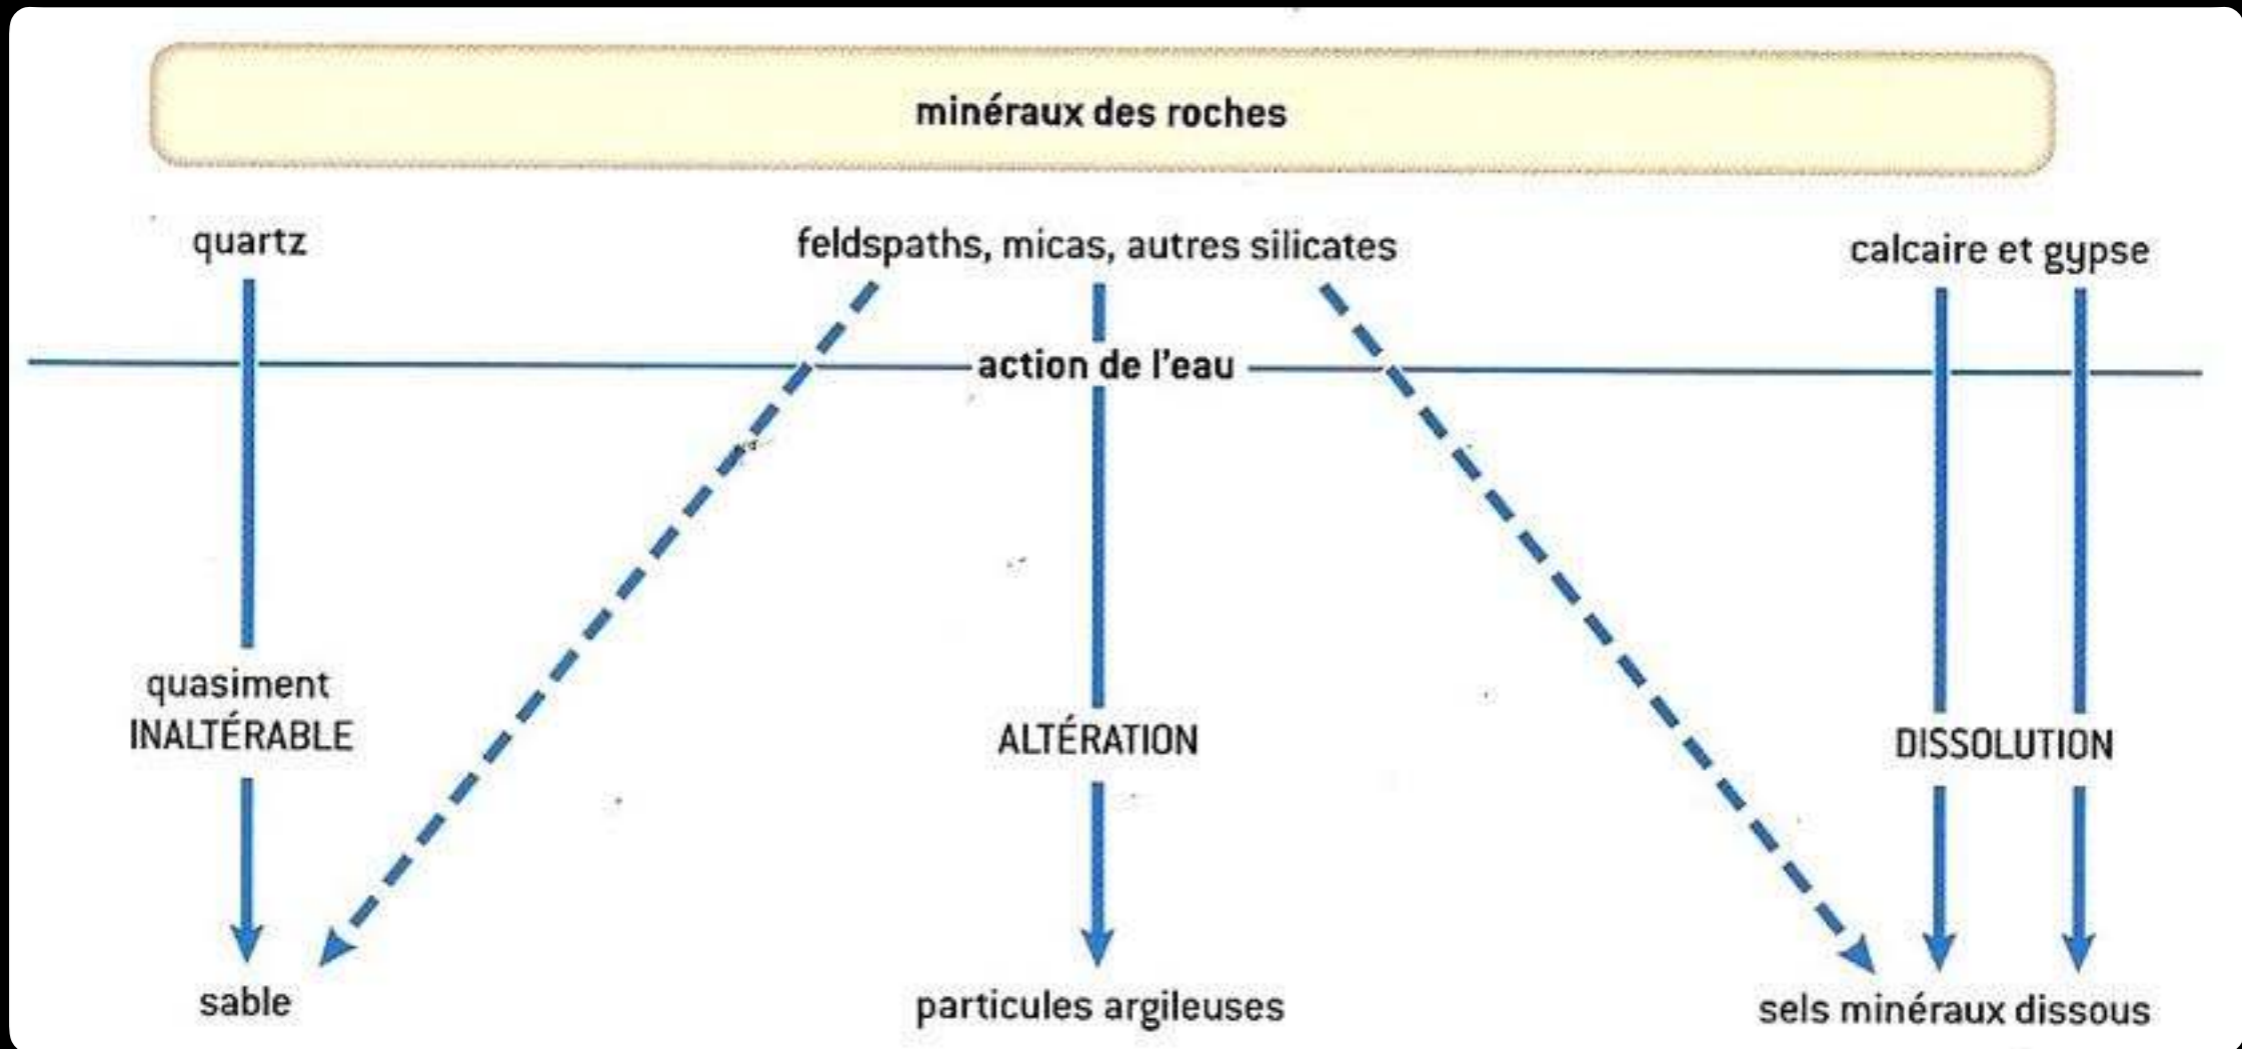 minéraux des roches
quartz
feldspaths, micas, autres silicates
calcaire et gypse
action de l'eau
quasiment
INALTÉRABLE
ALTÉRATION
DISSOLUTION
sable
particules argileuses
sels minéraux dissous